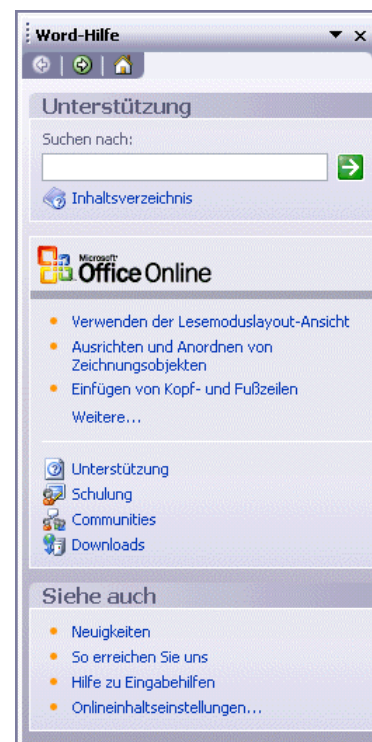 Word-Hilfe
Unterstützung
Suchen nach:
Inhaltsverzeichnis
Microsoft
Office Online
Verwenden der Lesemoduslayout-Ansicht
Ausrichten und Anordnen von
Zeichnungsobjekten
Einfügen von Kopf- und Fußzeilen
Weitere...
Unterstützung
Schulung
Communities
Downloads
Siehe auch
Neuigkeiten
So erreichen Sie uns
Hilfe zu Eingabehilfen
Onlineinhaltseinstellungen...